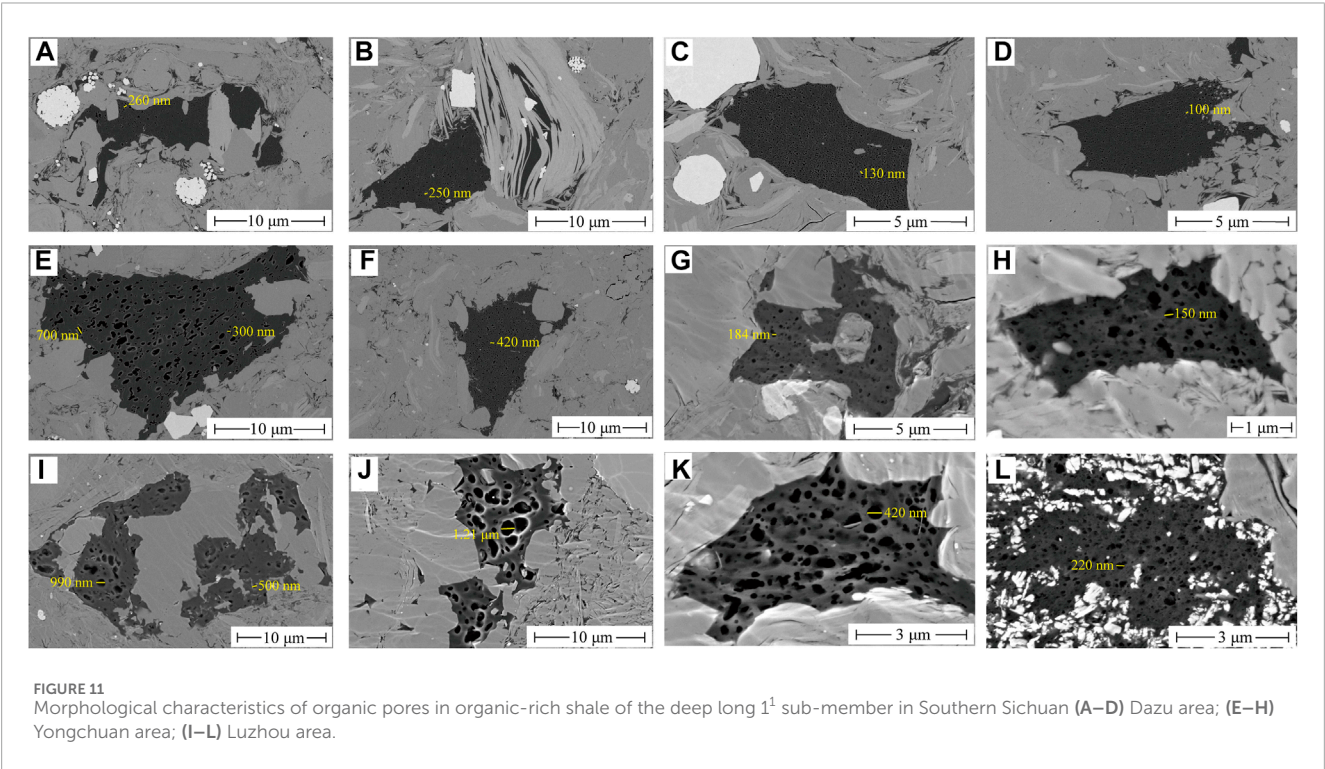 A
260 nm
10 μm
B
250 nm
10 μm
C
130 nm
5 μm
D
100 nm
5 μm
E
700 nm
300 nm
10 μm
F
420 nm
10 μm
G
184 nm
5 μm
H
150 nm
1 μm
I
990 nm
500 nm
10 μm
J
1.21 μm
10 μm
K
420 nm
3 μm
L
220 nm
3 μm
FIGURE 11
Morphological characteristics of organic pores in organic-rich shale of the deep long 1¹ sub-member in Southern Sichuan (A–D) Dazu area; (E–H)
Yongchuan area; (I–L) Luzhou area.